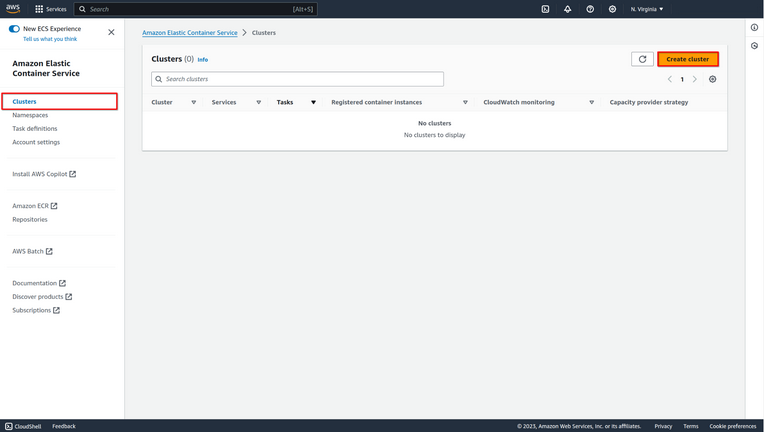 aws
Services
Search
[Alt+S]
N. Virginia
New ECS Experience
Tell us what you think
Amazon Elastic
Container Service
Clusters
Namespaces
Task definitions
Account settings
Install AWS Copilot
Amazon ECR
Repositories
AWS Batch
Documentation
Discover products
Subscriptions
Amazon Elastic Container Service > Clusters
Clusters (0) Info
Create cluster
Search clusters
1
Cluster Services Tasks Registered container instances CloudWatch monitoring Capacity provider strategy
No clusters
No clusters to display
CloudShell Feedback © 2023, Amazon Web Services, Inc. or its affiliates. Privacy Terms Cookie preferences